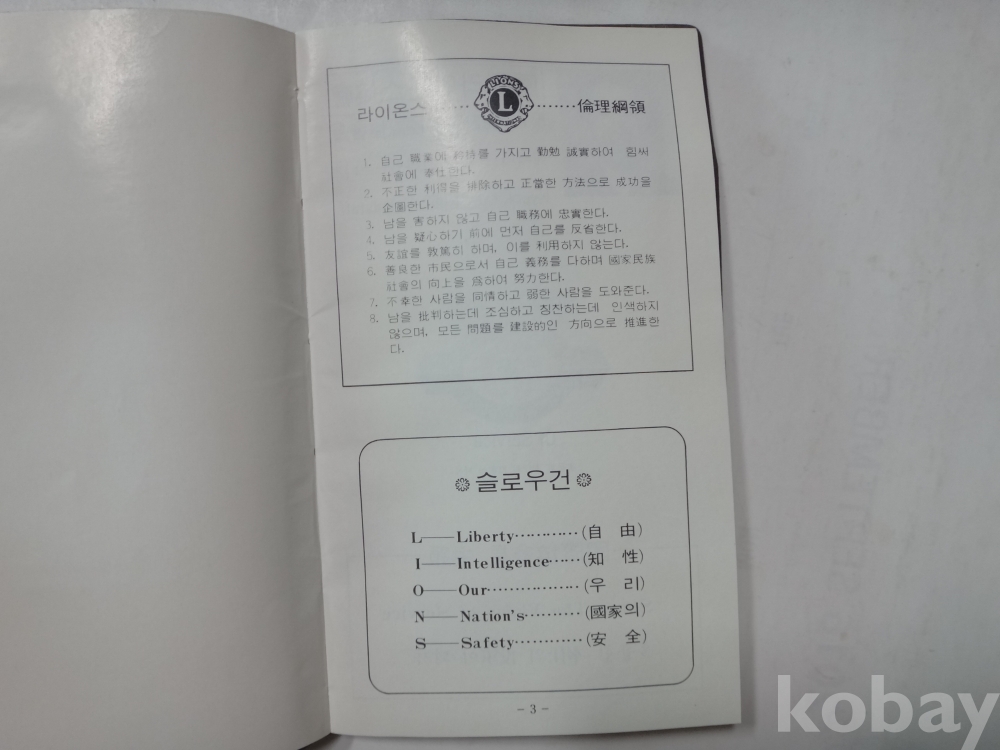 라이온스……
LIONS
L
INTERNATIONAL
……倫理綱領
1. 自己 職業에 矜持를 가지고 勤勉 誠實하여 힘써
社會에 奉仕한다.
2. 不正한 利得을 排除하고 正當한 方法으로 成功을
企圖한다.
3. 남을 害하지 않고 自己 職務에 忠實한다.
4. 남을 疑心하기 前에 먼저 自己를 反省한다.
5. 友誼를 敦篤히 하며, 이를 利用하지 않는다.
6. 善良한 市民으로서 自己 義務를 다하며 國家民族
社會의 向上을 爲하여 努力한다.
7. 不幸한 사람을 同情하고 弱한 사람을 도와준다.
8. 남을 批判하는데 조심하고 칭찬하는데 인색하지
않으며, 모든 問題를 建設的인 方向으로 推進한
다.
슬로우건
L——Liberty…………(自 由)
I——Intelligence……(知 性)
O——Our………………(우 리)
N——Nation's………(國家의)
S——Safety…………(安 全)
- 3 -
kobay